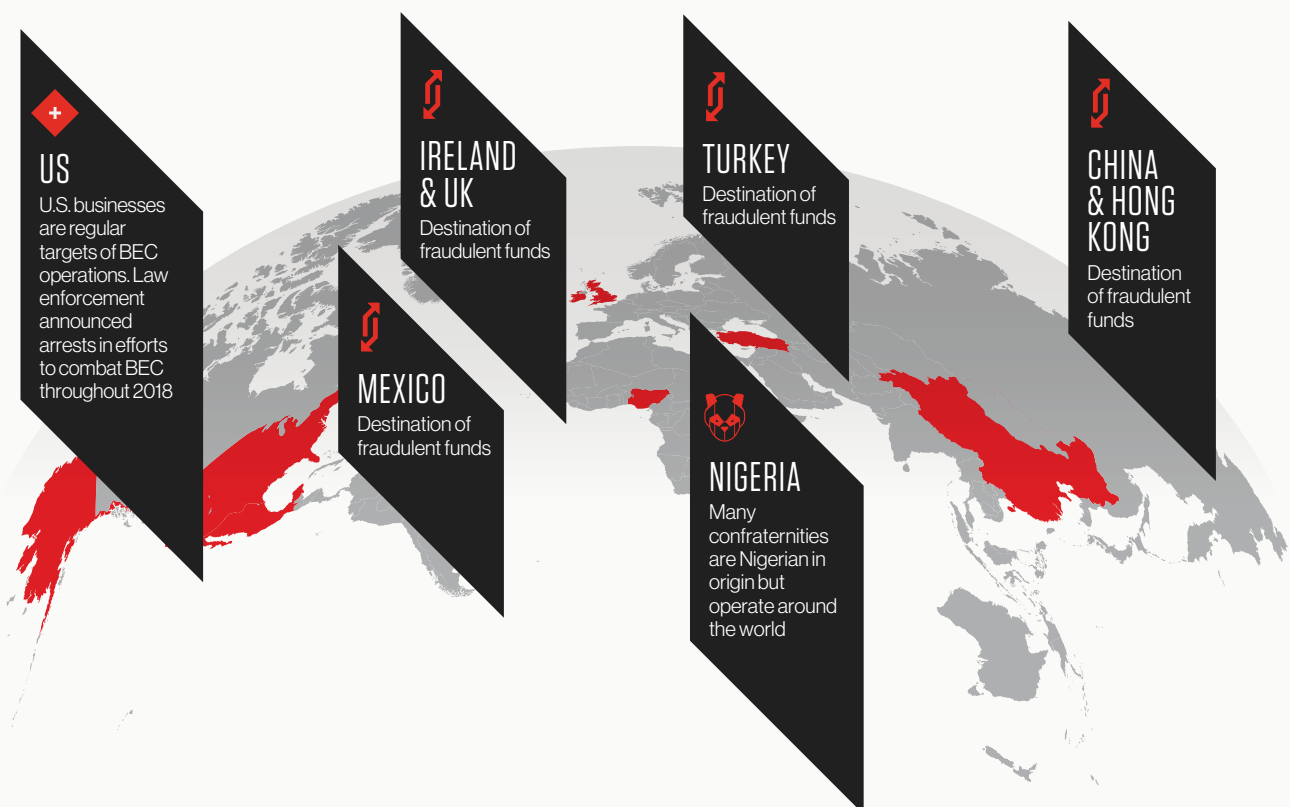 US
U.S. businesses
are regular
targets of BEC
operations. Law
enforcement
announced
arrests in efforts
to combat BEC
throughout 2018
IRELAND
& UK
Destination of
fraudulent funds
MEXICO
Destination of
fraudulent funds
TURKEY
Destination of
fraudulent funds
NIGERIA
Many
confraternities
are Nigerian in
origin but
operate around
the world
CHINA
& HONG
KONG
Destination
of fraudulent
funds